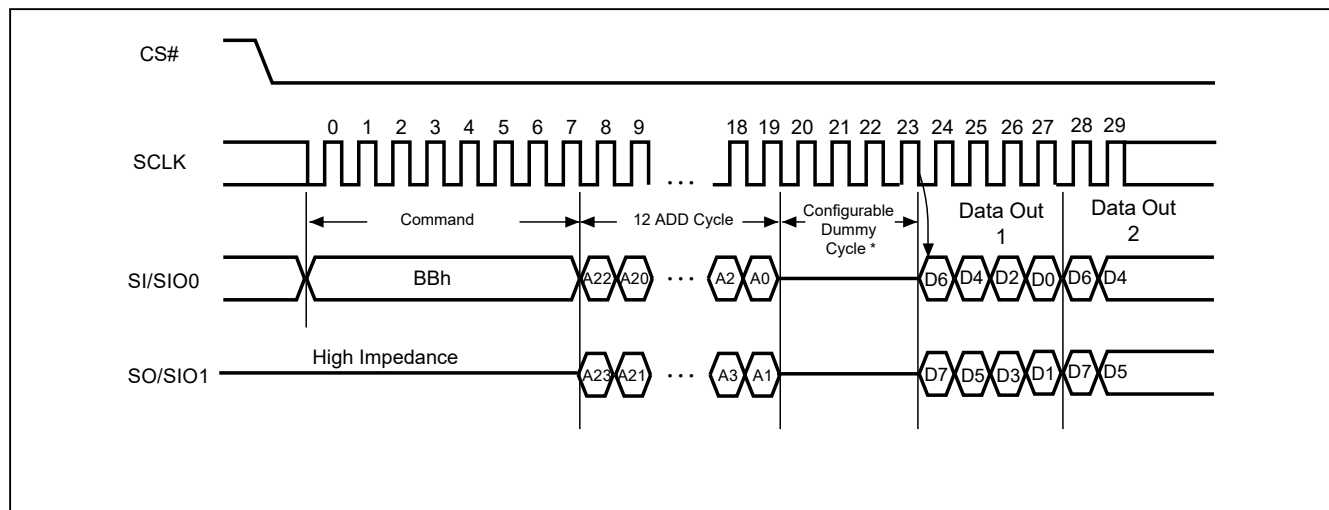 CS#
0 1 2 3 4 5 6 7 8 9 18 19 20 21 22 23 24 25 26 27 28 29
SCLK
...
Command
12 ADD Cycle
Configurable
Dummy
Cycle *
Data Out
1
Data Out
2
SI/SIO0
BBh
A22 A20 ... A2 A0 D6 D4 D2 D0 D6 D4
High Impedance
SO/SIO1
A23 A21 ... A3 A1 D7 D5 D3 D1 D7 D5